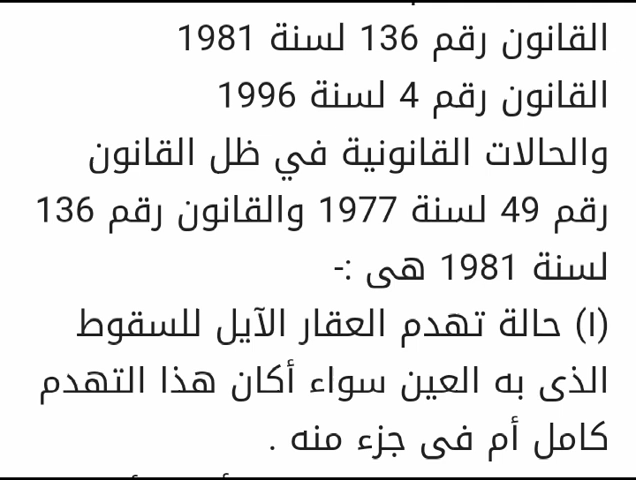 القانون رقم 136 لسنة 1981
القانون رقم 4 لسنة 1996
والحالات القانونية في ظل القانون
رقم 49 لسنة 1977 والقانون رقم 136
لسنة 1981 هى :-
(١) حالة تهدم العقار الآيل للسقوط
الذى به العين سواء أكان هذا التهدم
كامل أم فى جزء منه .